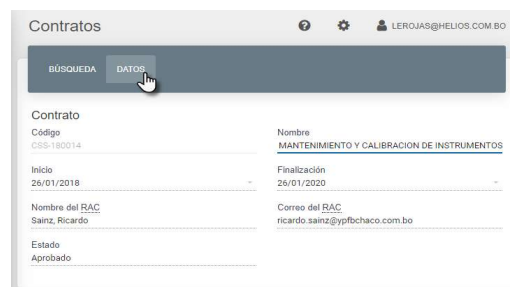 Contratos
LEROJAS@HELIOS.COM.BO
BÚSQUEDA DATOS
Contrato
Código Nombre
CSS-180014 MANTENIMIENTO Y CALIBRACION DE INSTRUMENTOS
Inicio Finalización
26/01/2018 26/01/2020
Nombre del RAC Correo del RAC
Sainz, Ricardo ricardo.sainz@ypfbchaco.com.bo
Estado
Aprobado